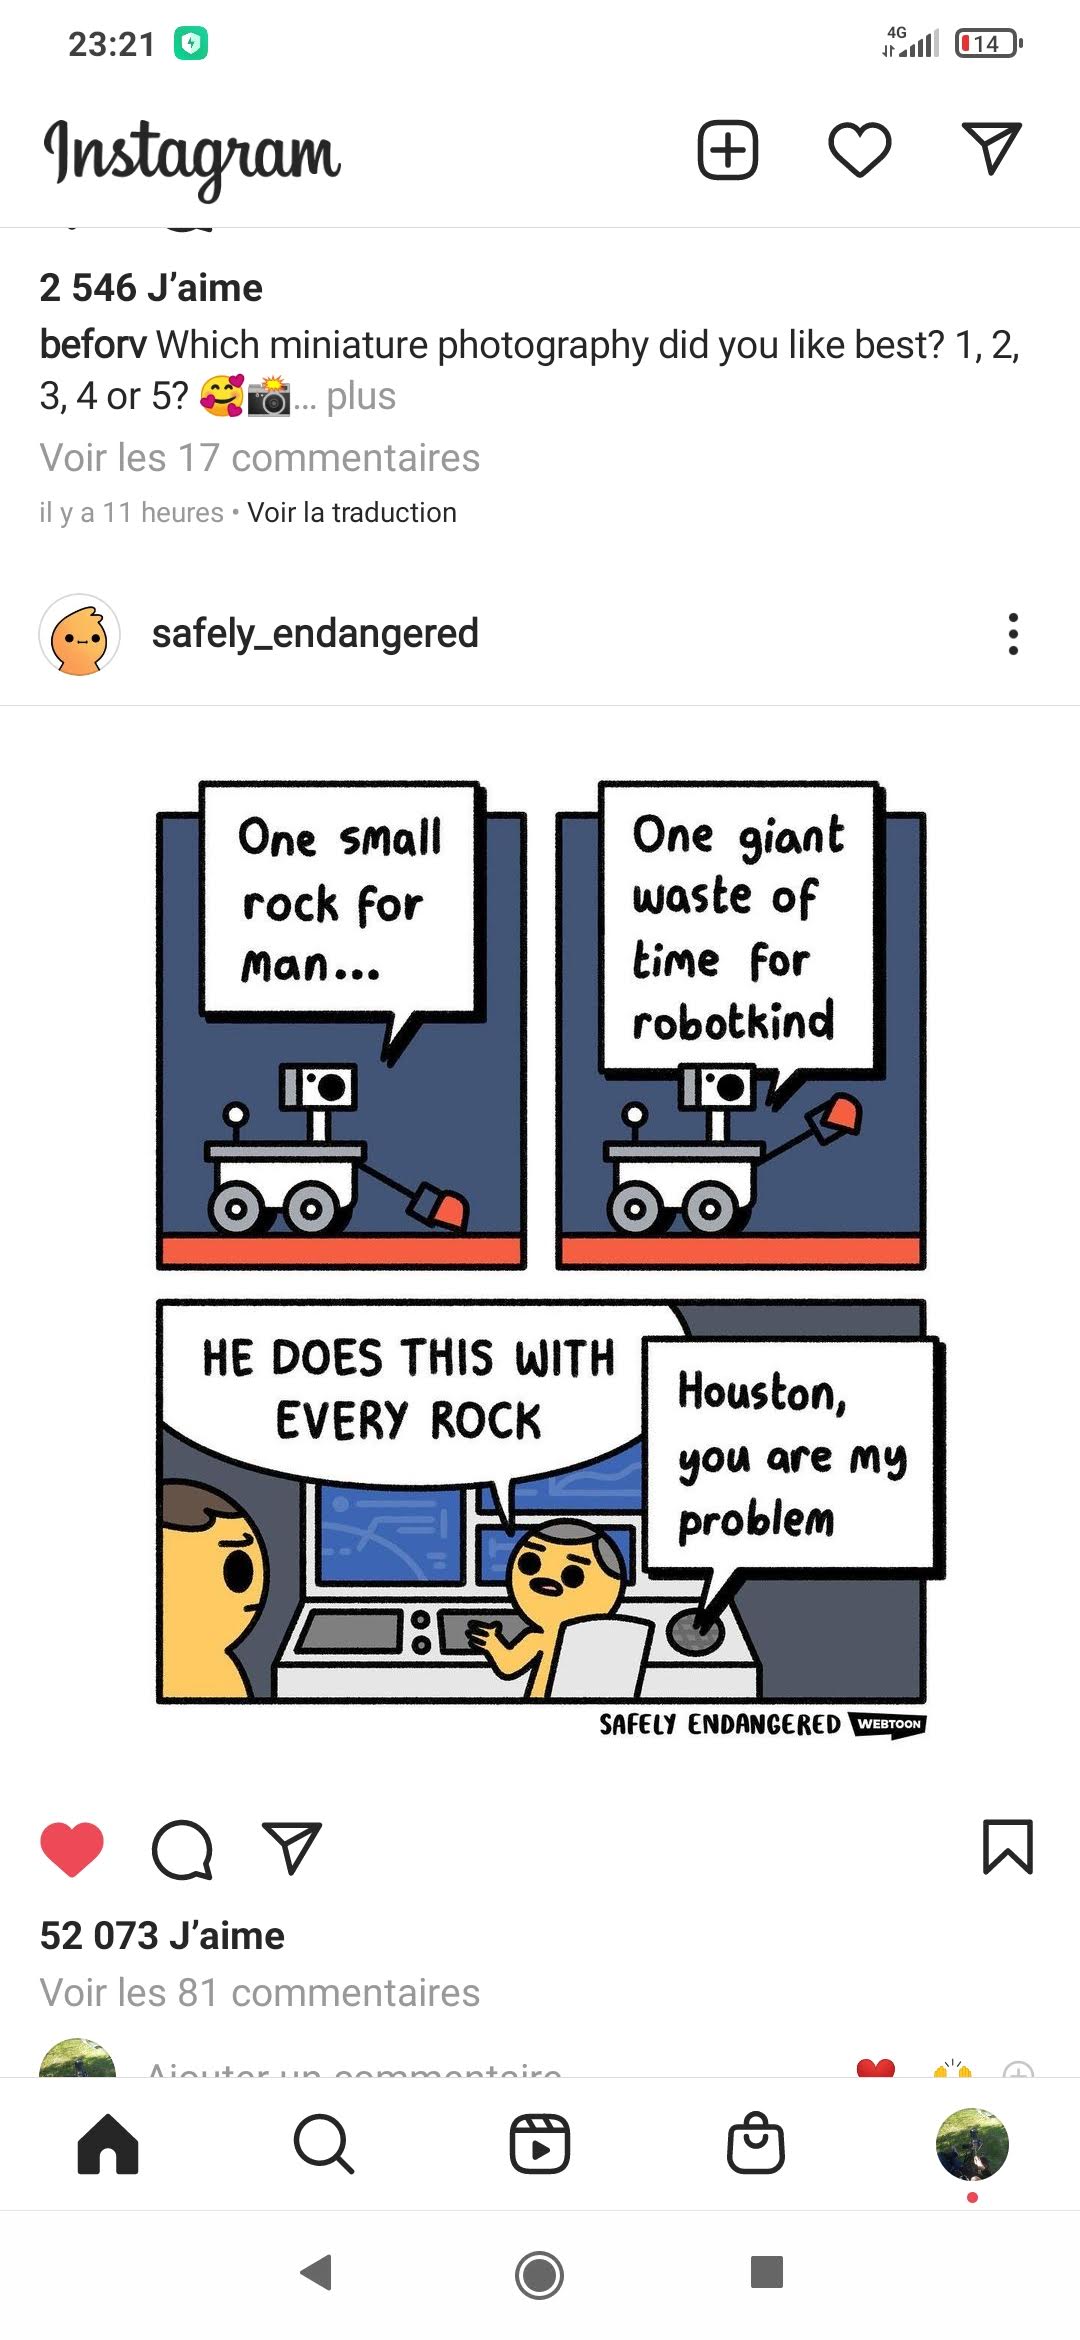 23:21
4G
14
Instagram
2 546 J’aime
beforv Which miniature photography did you like best? 1, 2,
3, 4 or 5? 🥰📸... plus
Voir les 17 commentaires
il y a 11 heures • Voir la traduction
safely_endangered
One small
rock for
man...
One giant
waste of
time for
robotkind
HE DOES THIS WITH
EVERY ROCK
Houston,
you are my
problem
SAFELY ENDANGERED WEBTOON
52 073 J’aime
Voir les 81 commentaires
Ajouter un commentaire